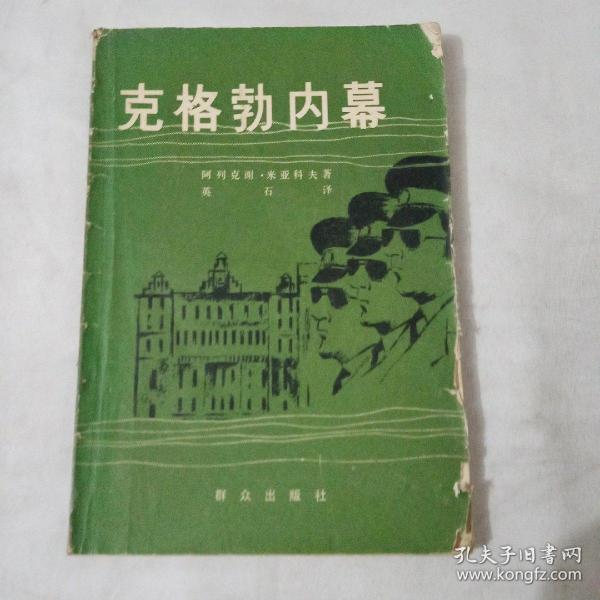 克格勃内幕
阿列克谢·米亚科夫著
英石译
群众出版社
孔夫子旧书网
www.kongfz.com